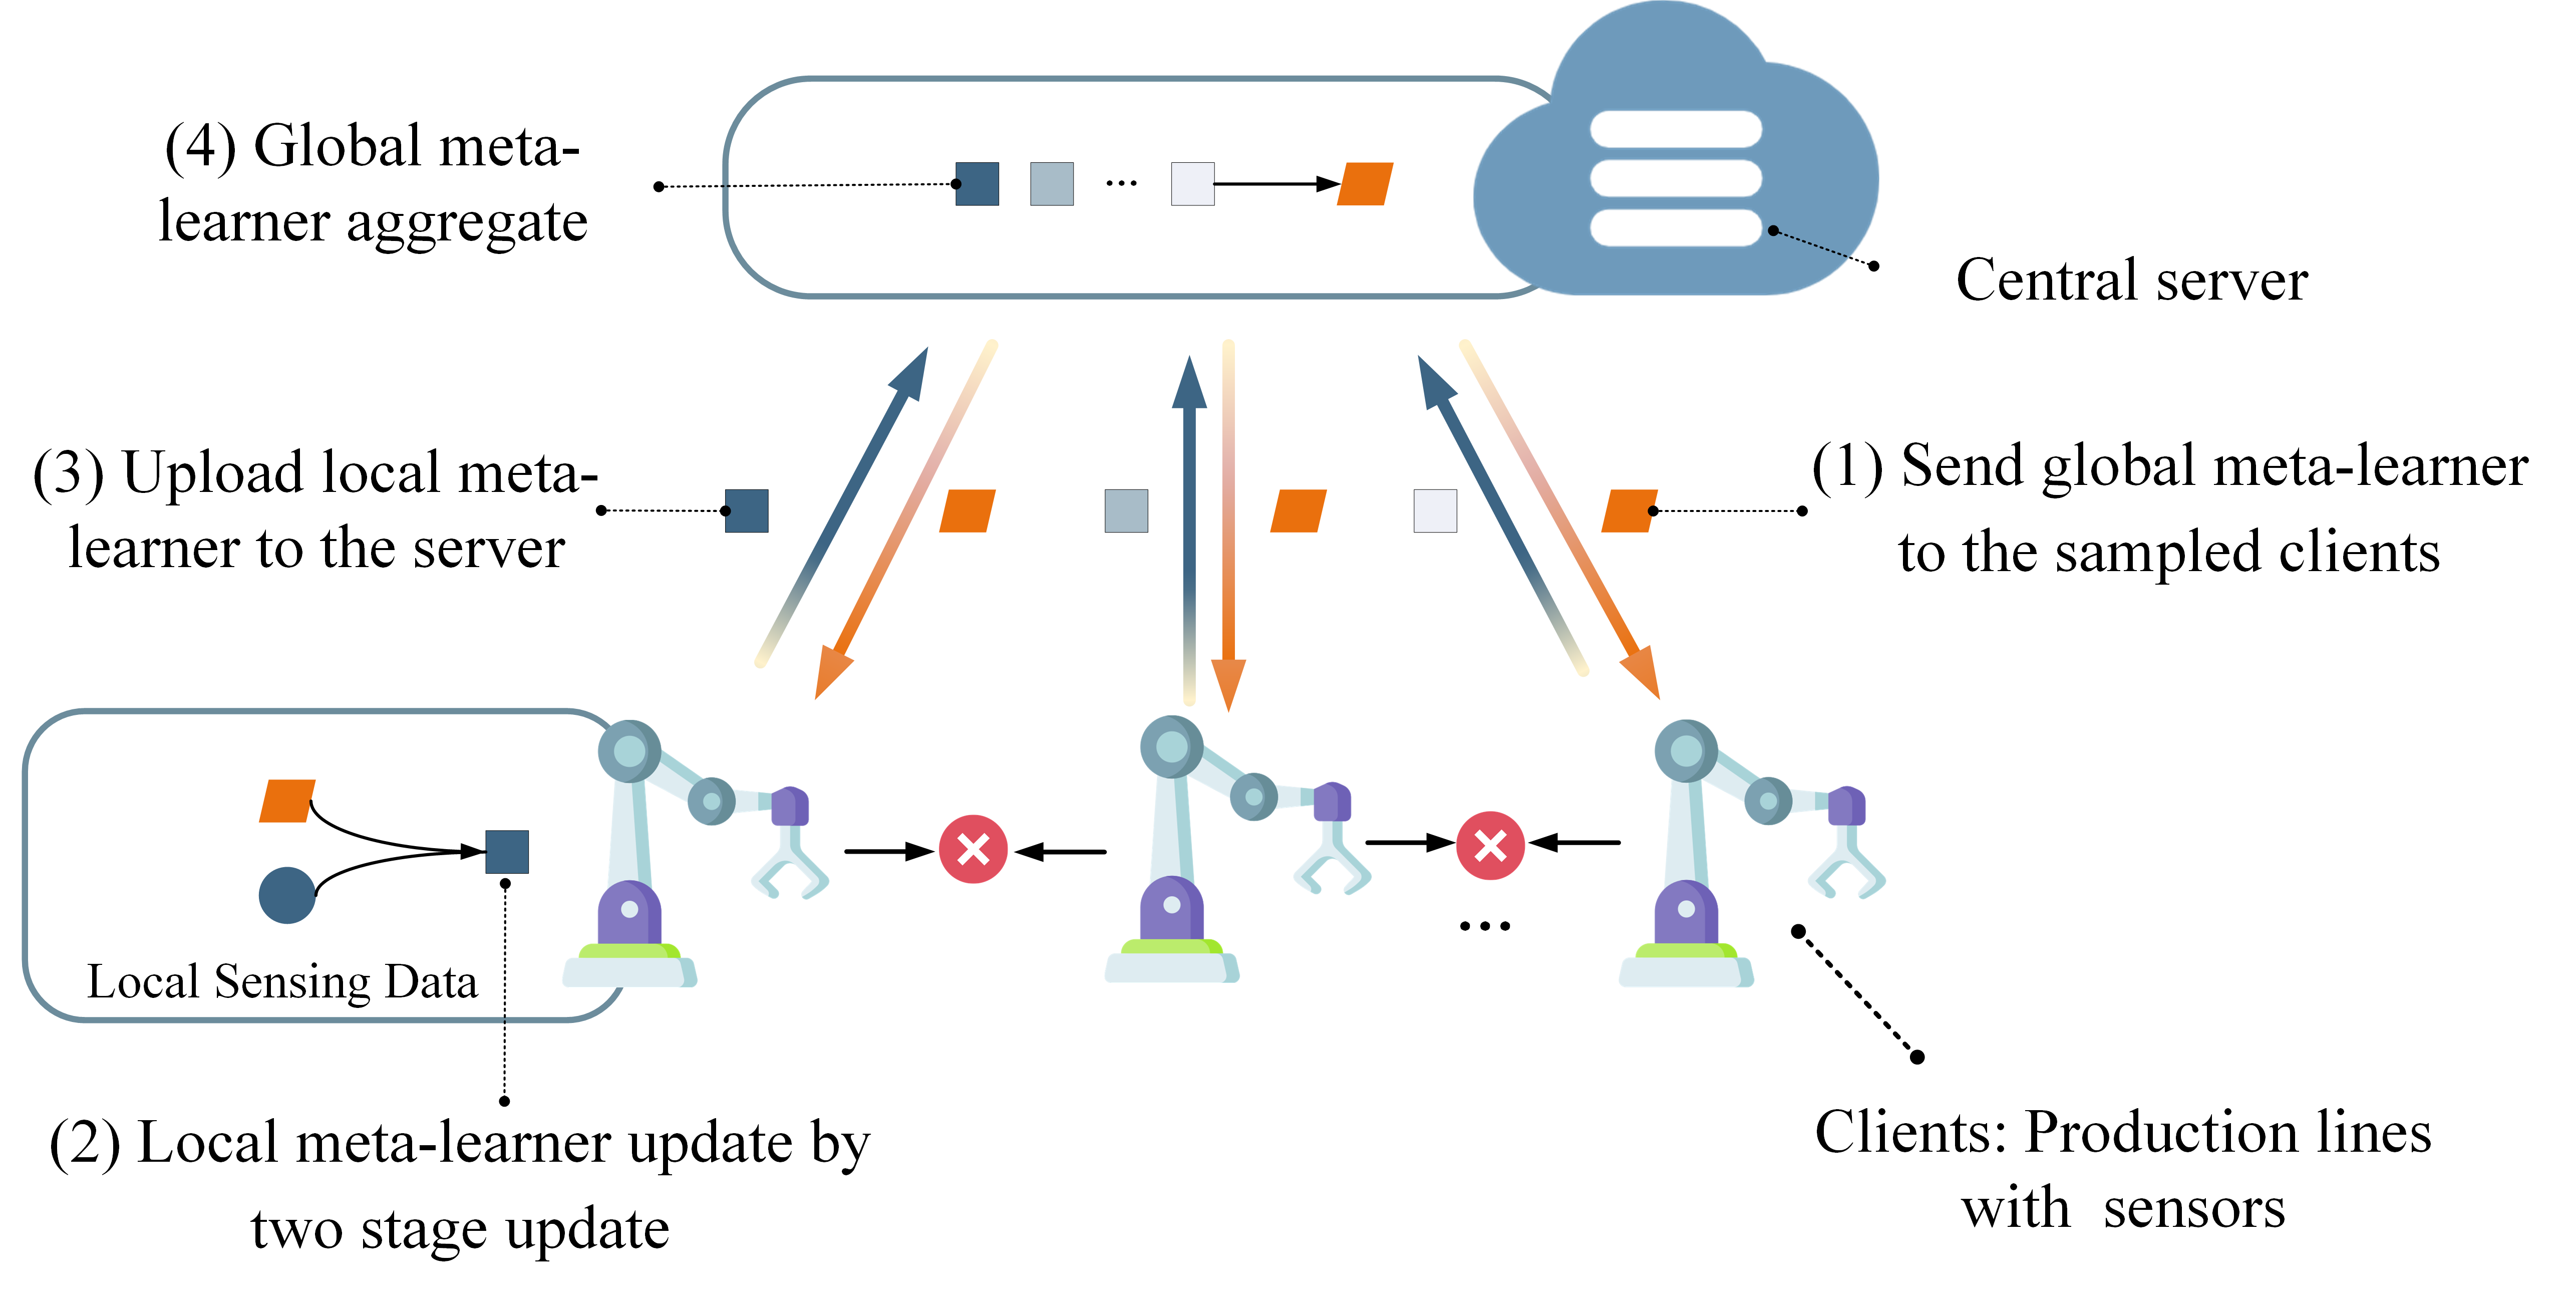 (4) Global meta-
learner aggregate
Central server
(3) Upload local meta-
learner to the server
(1) Send global meta-learner
to the sampled clients
Local Sensing Data
(2) Local meta-learner update by
two stage update
Clients: Production lines
with sensors